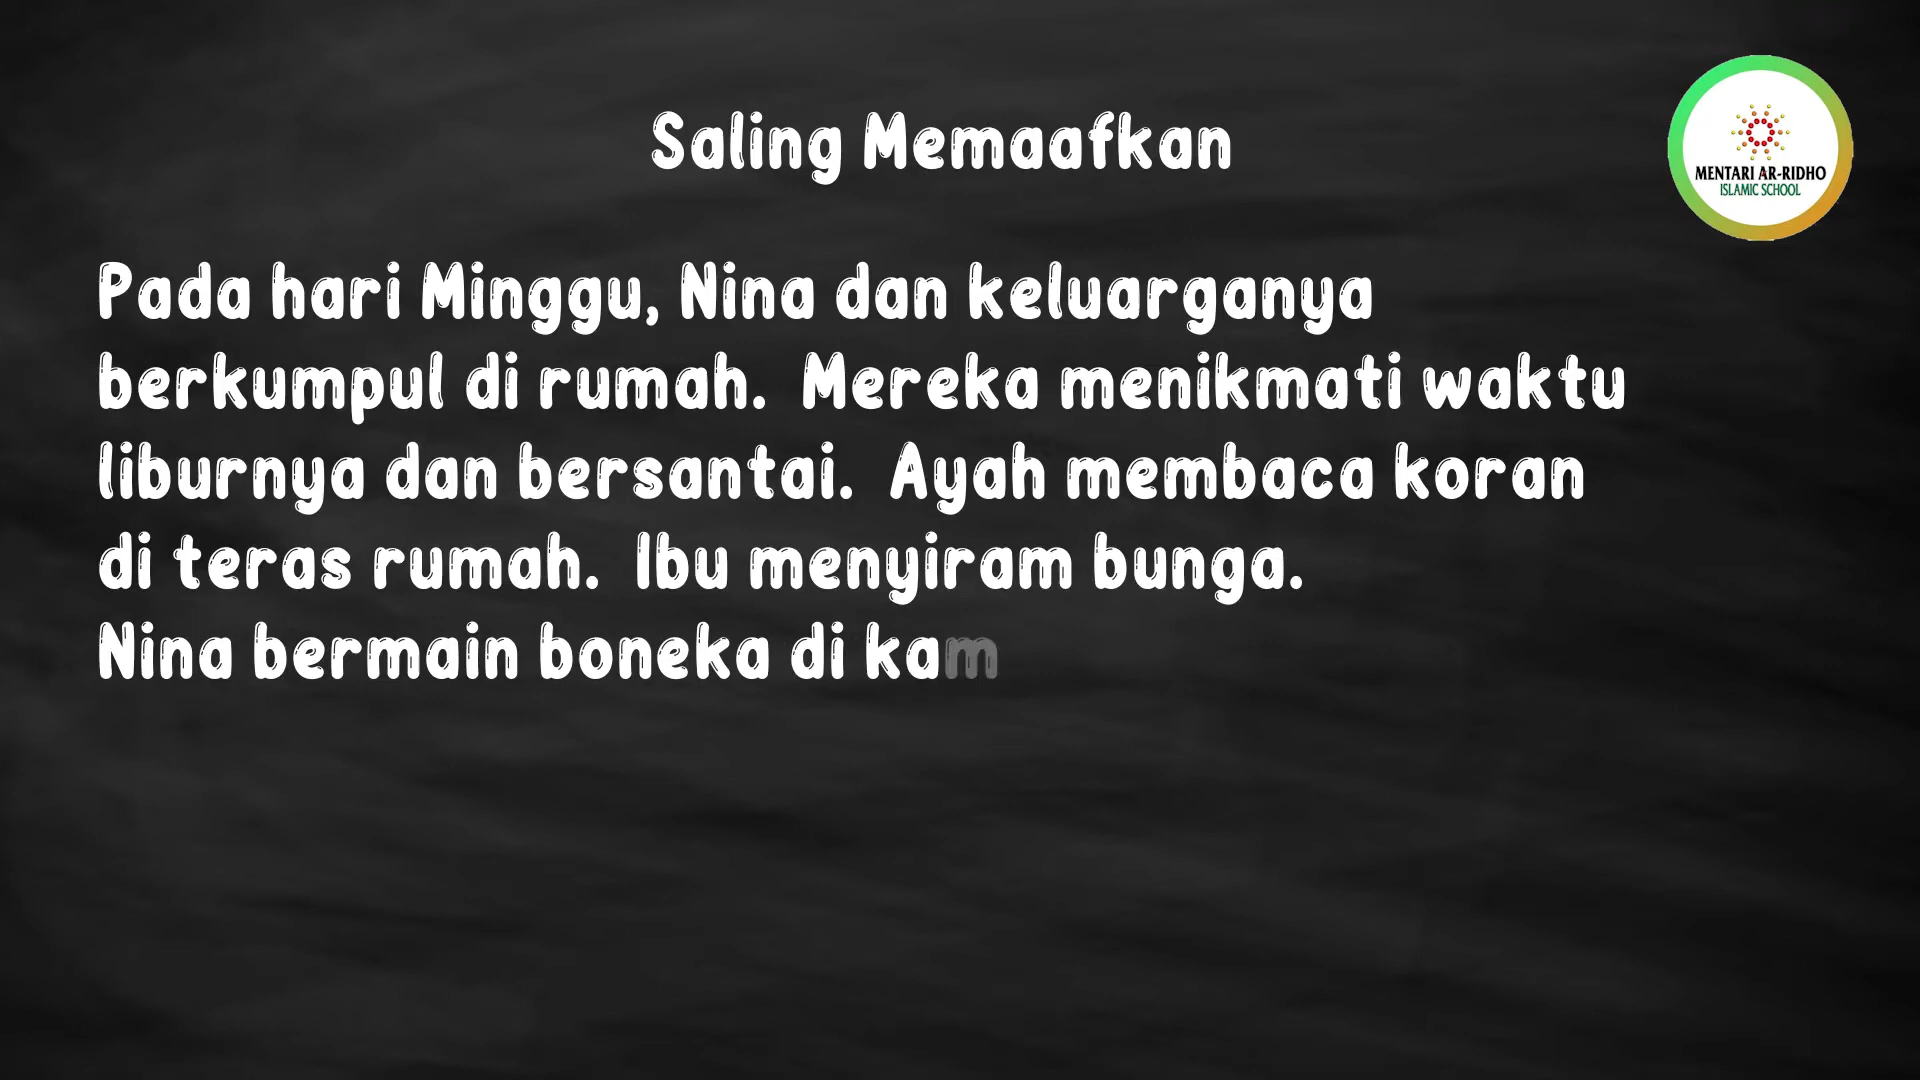 Saling Memaafkan
MENTARI AR-RIDHO
ISLAMIC SCHOOL
Pada hari Minggu, Nina dan keluarganya
berkumpul di rumah. Mereka menikmati waktu
liburnya dan bersantai. Ayah membaca koran
di teras rumah. Ibu menyiram bunga.
Nina bermain boneka di kam